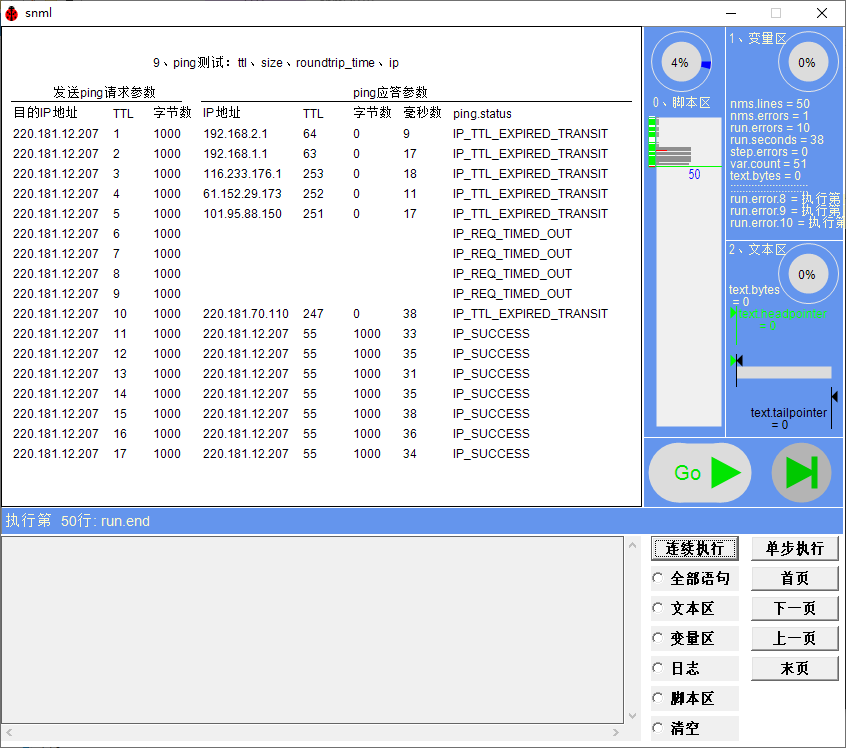 snml
9、ping测试：ttl、size、roundtrip_time、ip
发送ping请求参数 ping应答参数
目的IP地址 TTL 字节数 IP地址 TTL 字节数 毫秒数 ping.status
220.181.12.207 1 1000 192.168.2.1 64 0 9 IP_TTL_EXPIRED_TRANSIT
220.181.12.207 2 1000 192.168.1.1 63 0 17 IP_TTL_EXPIRED_TRANSIT
220.181.12.207 3 1000 116.233.176.1 253 0 18 IP_TTL_EXPIRED_TRANSIT
220.181.12.207 4 1000 61.152.29.173 252 0 11 IP_TTL_EXPIRED_TRANSIT
220.181.12.207 5 1000 101.95.88.150 251 0 17 IP_TTL_EXPIRED_TRANSIT
220.181.12.207 6 1000 IP_REQ_TIMED_OUT
220.181.12.207 7 1000 IP_REQ_TIMED_OUT
220.181.12.207 8 1000 IP_REQ_TIMED_OUT
220.181.12.207 9 1000 IP_REQ_TIMED_OUT
220.181.12.207 10 1000 220.181.70.110 247 0 38 IP_TTL_EXPIRED_TRANSIT
220.181.12.207 11 1000 220.181.12.207 55 1000 33 IP_SUCCESS
220.181.12.207 12 1000 220.181.12.207 55 1000 35 IP_SUCCESS
220.181.12.207 13 1000 220.181.12.207 55 1000 31 IP_SUCCESS
220.181.12.207 14 1000 220.181.12.207 55 1000 35 IP_SUCCESS
220.181.12.207 15 1000 220.181.12.207 55 1000 38 IP_SUCCESS
220.181.12.207 16 1000 220.181.12.207 55 1000 36 IP_SUCCESS
220.181.12.207 17 1000 220.181.12.207 55 1000 34 IP_SUCCESS
4%
0、脚本区
50
1、变量区
0%
nms.lines = 50
nms.errors = 1
run.errors = 10
run.seconds = 38
step.errors = 0
var.count = 51
text.bytes = 0
run.error.8 = 执行第
run.error.9 = 执行第
run.error.10 = 执行第
2、文本区
0%
text.bytes
= 0
text.headpointer
= 0
text.tailpointer
= 0
Go
执行第 50行: run.end
连续执行 单步执行
全部语句 首页
文本区 下一页
变量区 上一页
日志 末页
脚本区
清空